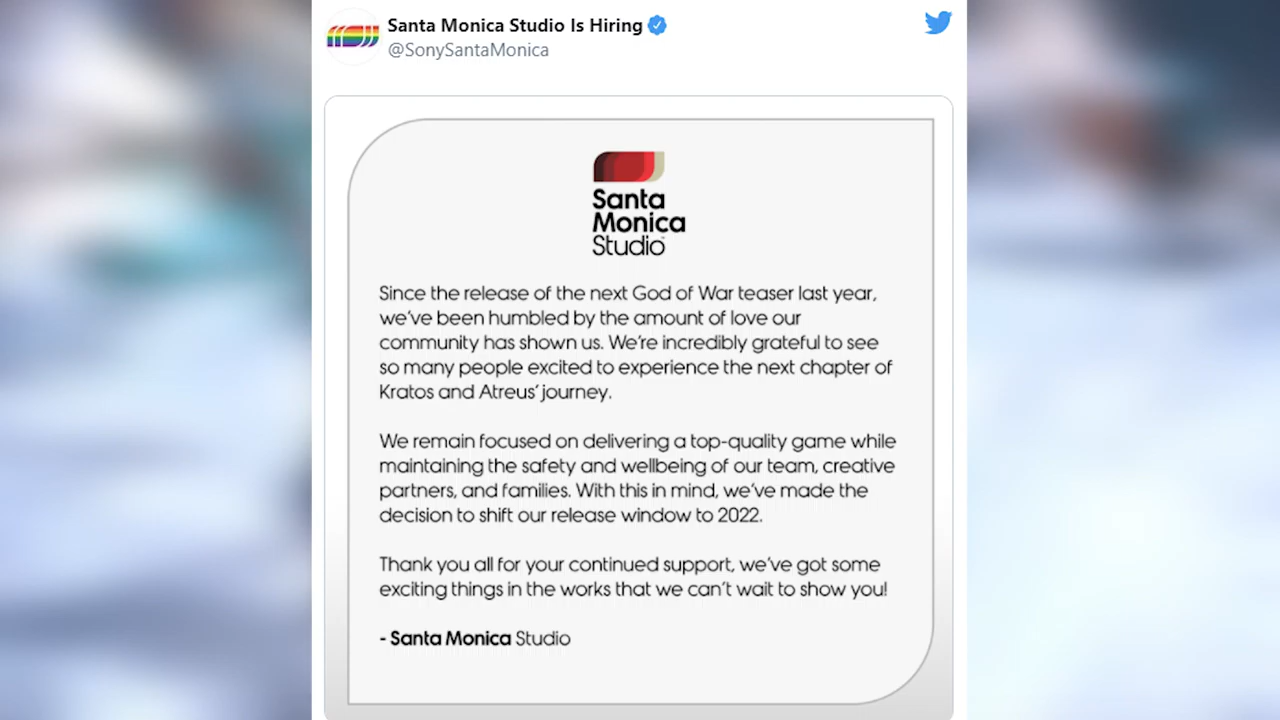 Santa Monica Studio Is Hiring
@SonySantaMonica
Santa
Monica
Studio
Since the release of the next God of War teaser last year,
we've been humbled by the amount of love our
community has shown us. We're incredibly grateful to see
so many people excited to experience the next chapter of
Kratos and Atreus' journey.
We remain focused on delivering a top-quality game while
maintaining the safety and wellbeing of our team, creative
partners, and families. With this in mind, we've made the
decision to shift our release window to 2022.
Thank you all for your continued support, we've got some
exciting things in the works that we can't wait to show you!
- Santa Monica Studio